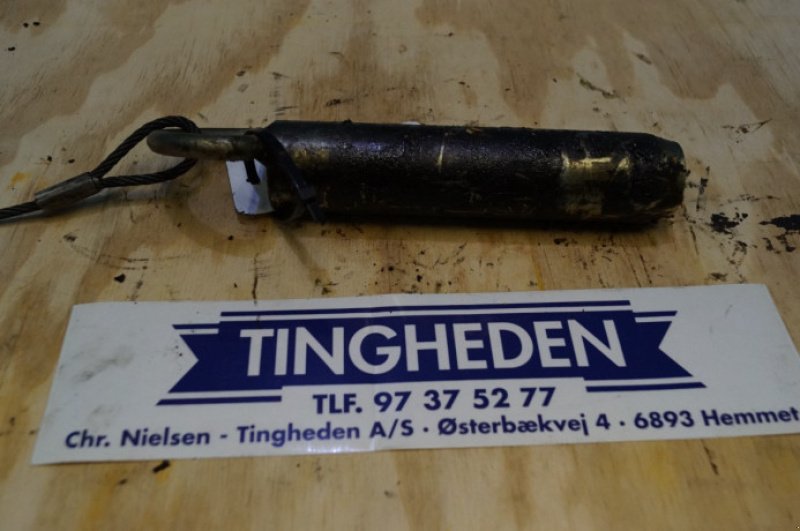 TINGHEDEN
TLF. 97 37 52 77
Chr. Nielsen - Tingheden A/S · Østerbækvej 4 · 6893 Hemmet